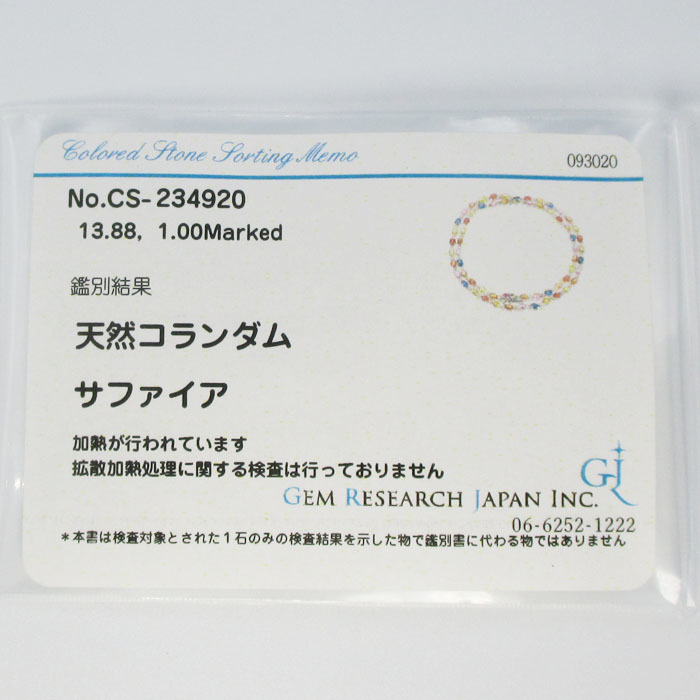 Colored Stone Sorting Memo
093020
No.CS-234920
13.88, 1.00Marked
鑑別結果
天然コランダム
サファイア
加熱が行われています
拡散加熱処理に関する検査は行っておりません
GJ
GEM RESEARCH JAPAN INC.
06-6252-1222
*本書は検査対象とされた1石のみの検査結果を示した物で鑑別書に代わる物ではありません